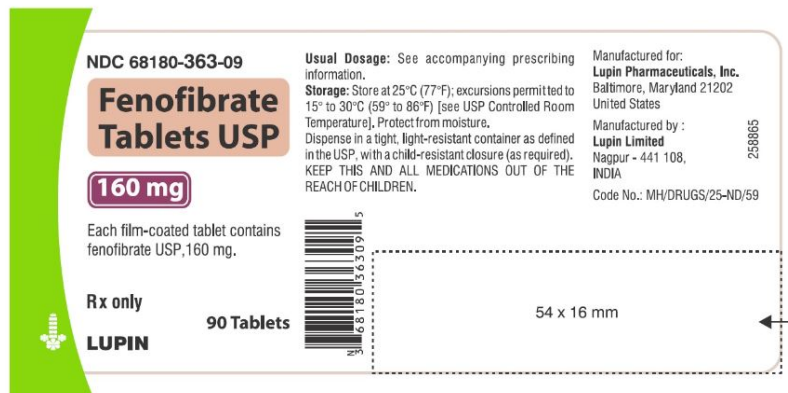 NDC 68180-363-09
Fenofibrate
Tablets USP
160 mg
Each film-coated tablet contains
fenofibrate USP,160 mg.
Rx only
90 Tablets
LUPIN
Usual Dosage: See accompanying prescribing
information.
Storage: Store at 25°C (77°F); excursions permitted to
15° to 30°C (59° to 86°F) [see USP Controlled Room
Temperature]. Protect from moisture.
Dispense in a tight, light-resistant container as defined
in the USP, with a child-resistant closure (as required).
KEEP THIS AND ALL MEDICATIONS OUT OF THE
REACH OF CHILDREN.
N
3 68180 36309 5
Manufactured for:
Lupin Pharmaceuticals, Inc.
Baltimore, Maryland 21202
United States
Manufactured by :
Lupin Limited
Nagpur - 441 108,
INDIA
Code No.: MH/DRUGS/25-ND/59
258865
54 x 16 mm